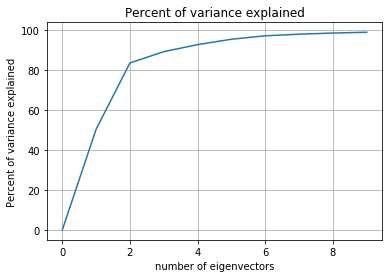 Percent of variance explained
Percent of variance explained
100
80
60
40
20
0
0 2 4 6 8
number of eigenvectors